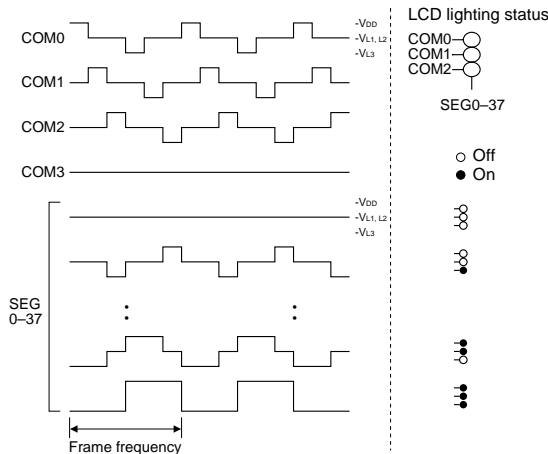 COM0
-VDD
-VL1, L2
-VL3
COM1
COM2
COM3
-VDD
-VL1, L2
-VL3
SEG
0–37
Frame frequency
LCD lighting status
COM0
COM1
COM2
SEG0–37
Off
On